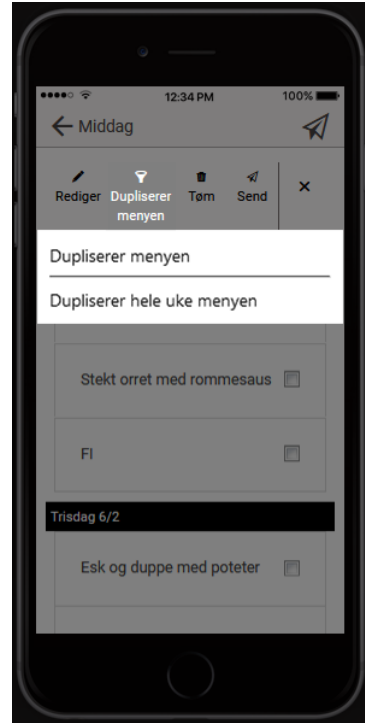 12:34 PM
100%
Middag
Rediger
Dupliserer
menyen
Tøm
Send
Dupliserer menyen
Dupliserer hele uke menyen
Stekt orret med rommesaus
FI
Trisdag 6/2
Esk og duppe med poteter